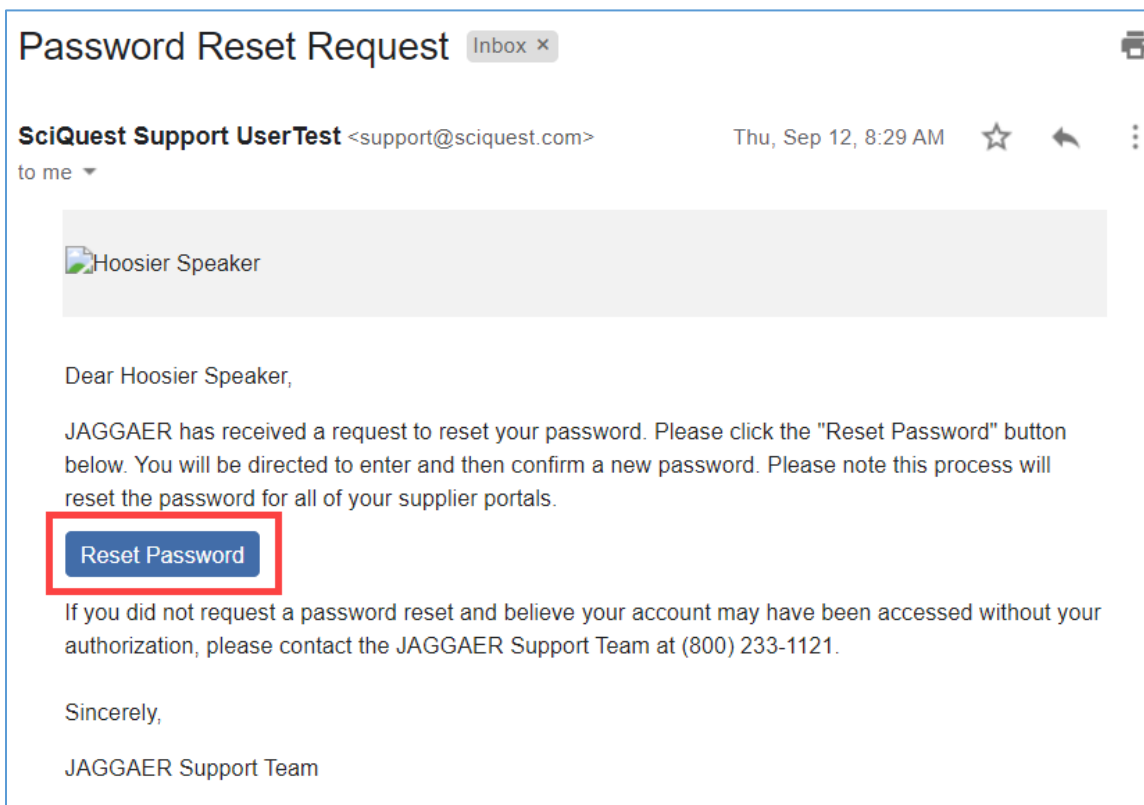 Password Reset Request Inbox ×
SciQuest Support UserTest <support@sciquest.com> Thu, Sep 12, 8:29 AM
to me
Hoosier Speaker
Dear Hoosier Speaker,
JAGGAER has received a request to reset your password. Please click the "Reset Password" button
below. You will be directed to enter and then confirm a new password. Please note this process will
reset the password for all of your supplier portals.
Reset Password
If you did not request a password reset and believe your account may have been accessed without your
authorization, please contact the JAGGAER Support Team at (800) 233-1121.
Sincerely,
JAGGAER Support Team